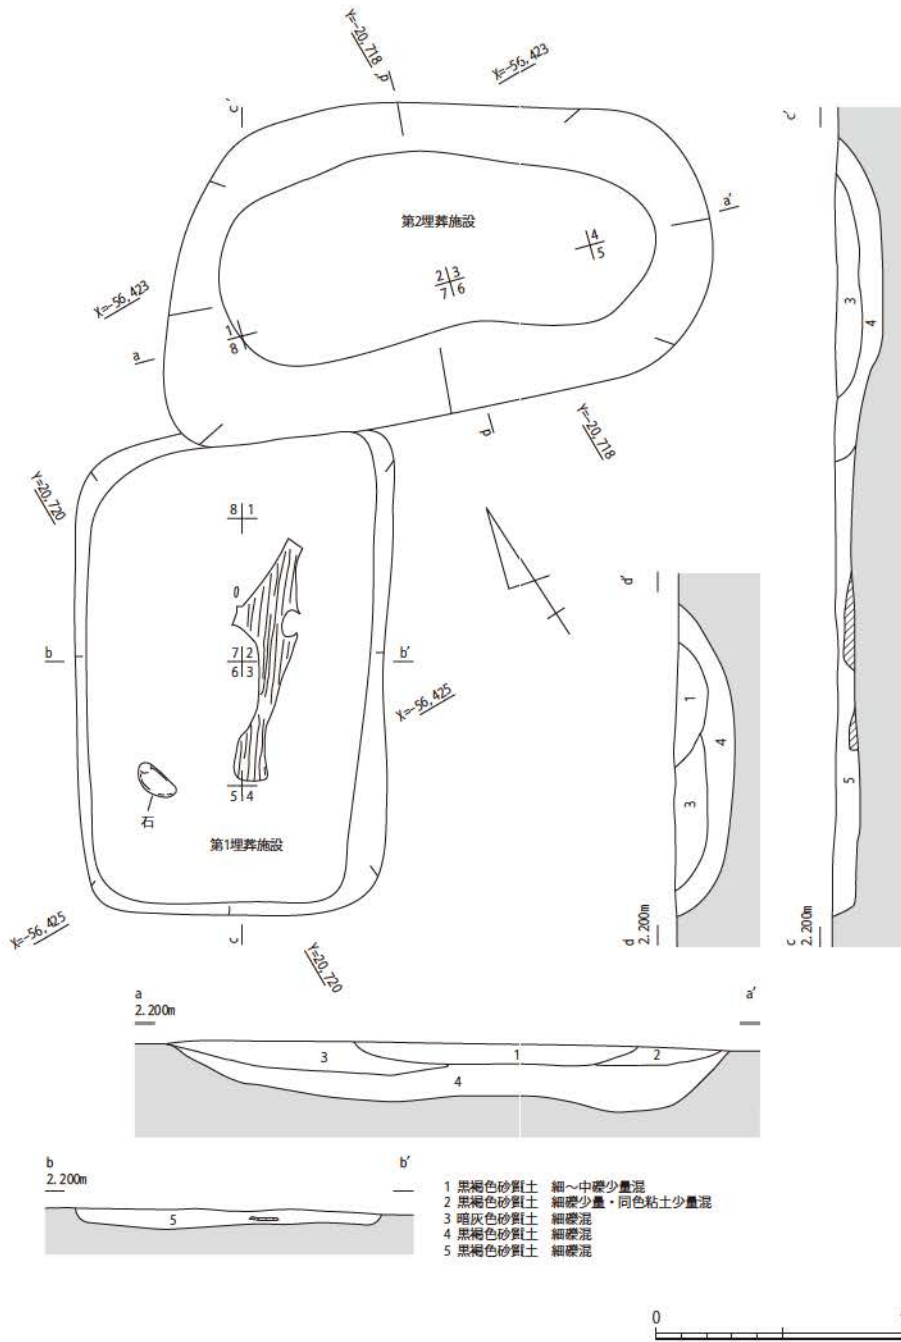 Y=-20,718
d'
X=-56,423
c'
第2埋葬施設
a'
4
5
2 3
7 6
X=-56,423
1
8
a
d
Y=-20,718
Y=20,720
8 1
b
7 2
6 3
b'
X=-56,425
5 4
石
第1埋葬施設
X=-56,425
c
Y=20,720
c'
3
4
5
c
2.200m
d'
1
4
3
d
2.200m
a
2.200m
a'
3
1
2
4
b
2.200m
b'
5
1 黒褐色砂質土 細～中礫少量混
2 黒褐色砂質土 細礫少量・同色粘土少量混
3 暗灰色砂質土 細礫混
4 黒褐色砂質土 細礫混
5 黒褐色砂質土 細礫混
0